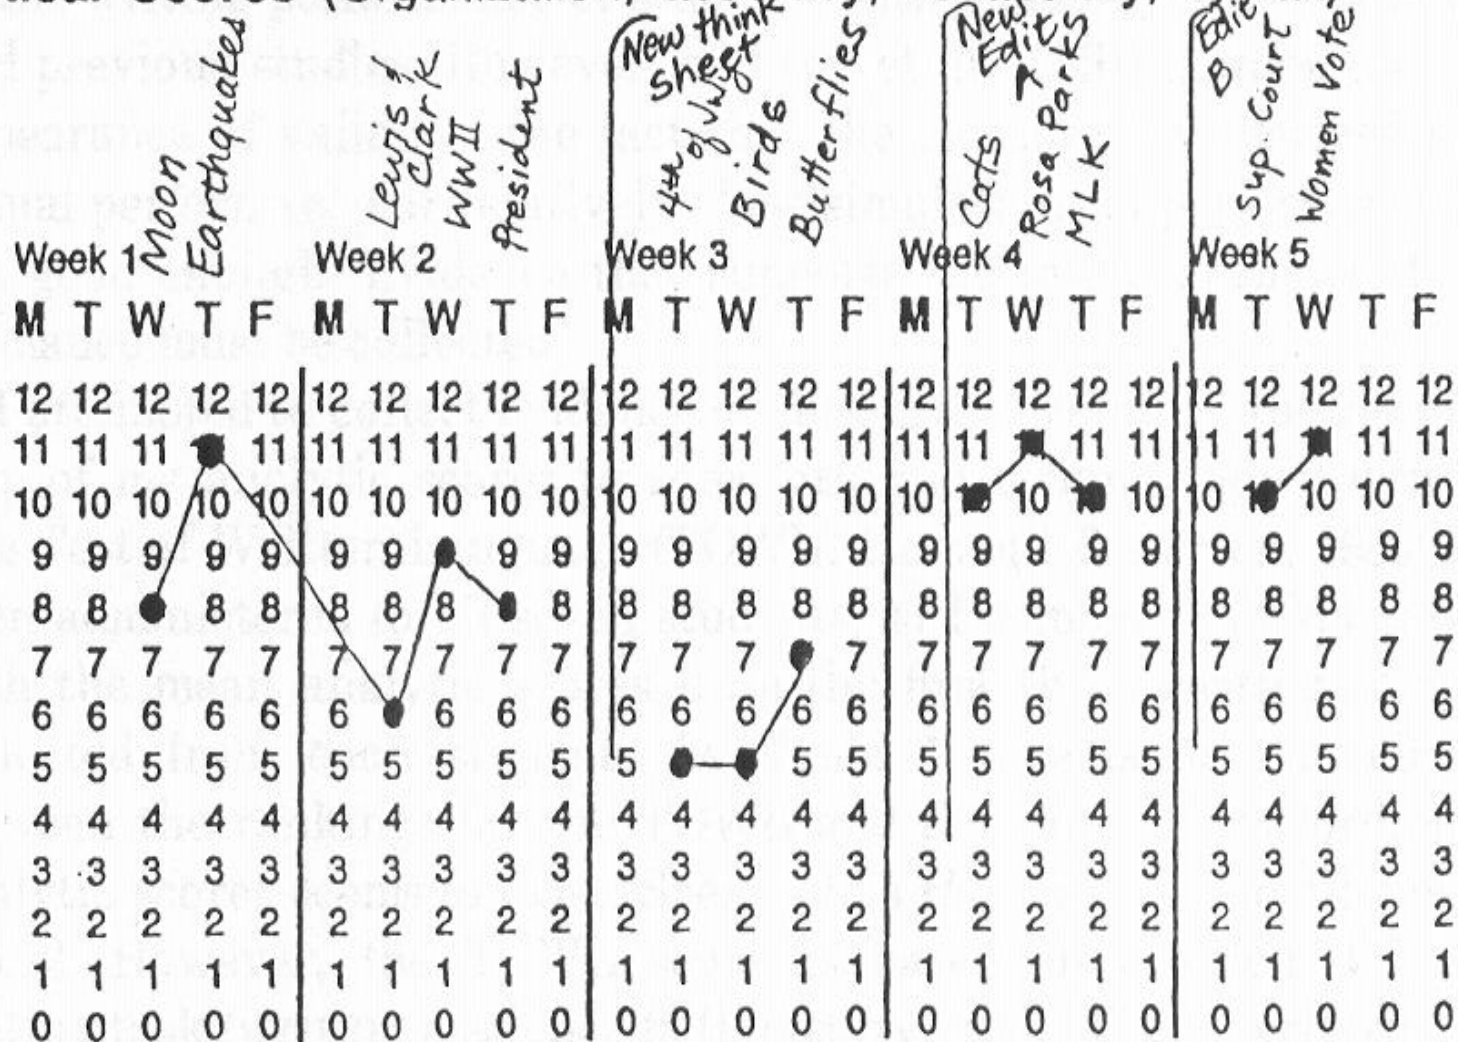 Moon
Earthquakes
Lewis &
Clark
WWII
President
New think
sheet
4th
of July
Birds
Butterflies
New
Edit
Cats
Rosa Parks
MLK
B
Sup. Court
Women Vote
Week 1 Week 2 Week 3 Week 4 Week 5
M T W T F M T W T F M T W T F M T W T F M T W T F
12 12 12 12 12 12 12 12 12 12 12 12 12 12 12 12 12 12 12 12 12 12 12 12 12
11 11 11 11 11 11 11 11 11 11 11 11 11 11 11 11 11 11 11 11 11 11
10 10 10 10 10 10 10 10 10 10 10 10 10 10 10 10 10 10 10 10 10 10
9 9 9 9 9 9 9 9 9 9 9 9 9 9 9 9 9 9 9 9 9 9 9 9
8 8 8 8 8 8 8 8 8 8 8 8 8 8 8 8 8 8 8 8 8 8 8
7 7 7 7 7 7 7 7 7 7 7 7 7 7 7 7 7 7 7 7 7 7 7 7
6 6 6 6 6 6 6 6 6 6 6 6 6 6 6 6 6 6 6 6 6 6 6 6
5 5 5 5 5 5 5 5 5 5 5 5 5 5 5 5 5 5 5 5 5 5 5
4 4 4 4 4 4 4 4 4 4 4 4 4 4 4 4 4 4 4 4 4 4 4 4 4
3 3 3 3 3 3 3 3 3 3 3 3 3 3 3 3 3 3 3 3 3 3 3 3 3
2 2 2 2 2 2 2 2 2 2 2 2 2 2 2 2 2 2 2 2 2 2 2 2 2
1 1 1 1 1 1 1 1 1 1 1 1 1 1 1 1 1 1 1 1 1 1 1 1 1
0 0 0 0 0 0 0 0 0 0 0 0 0 0 0 0 0 0 0 0 0 0 0 0 0